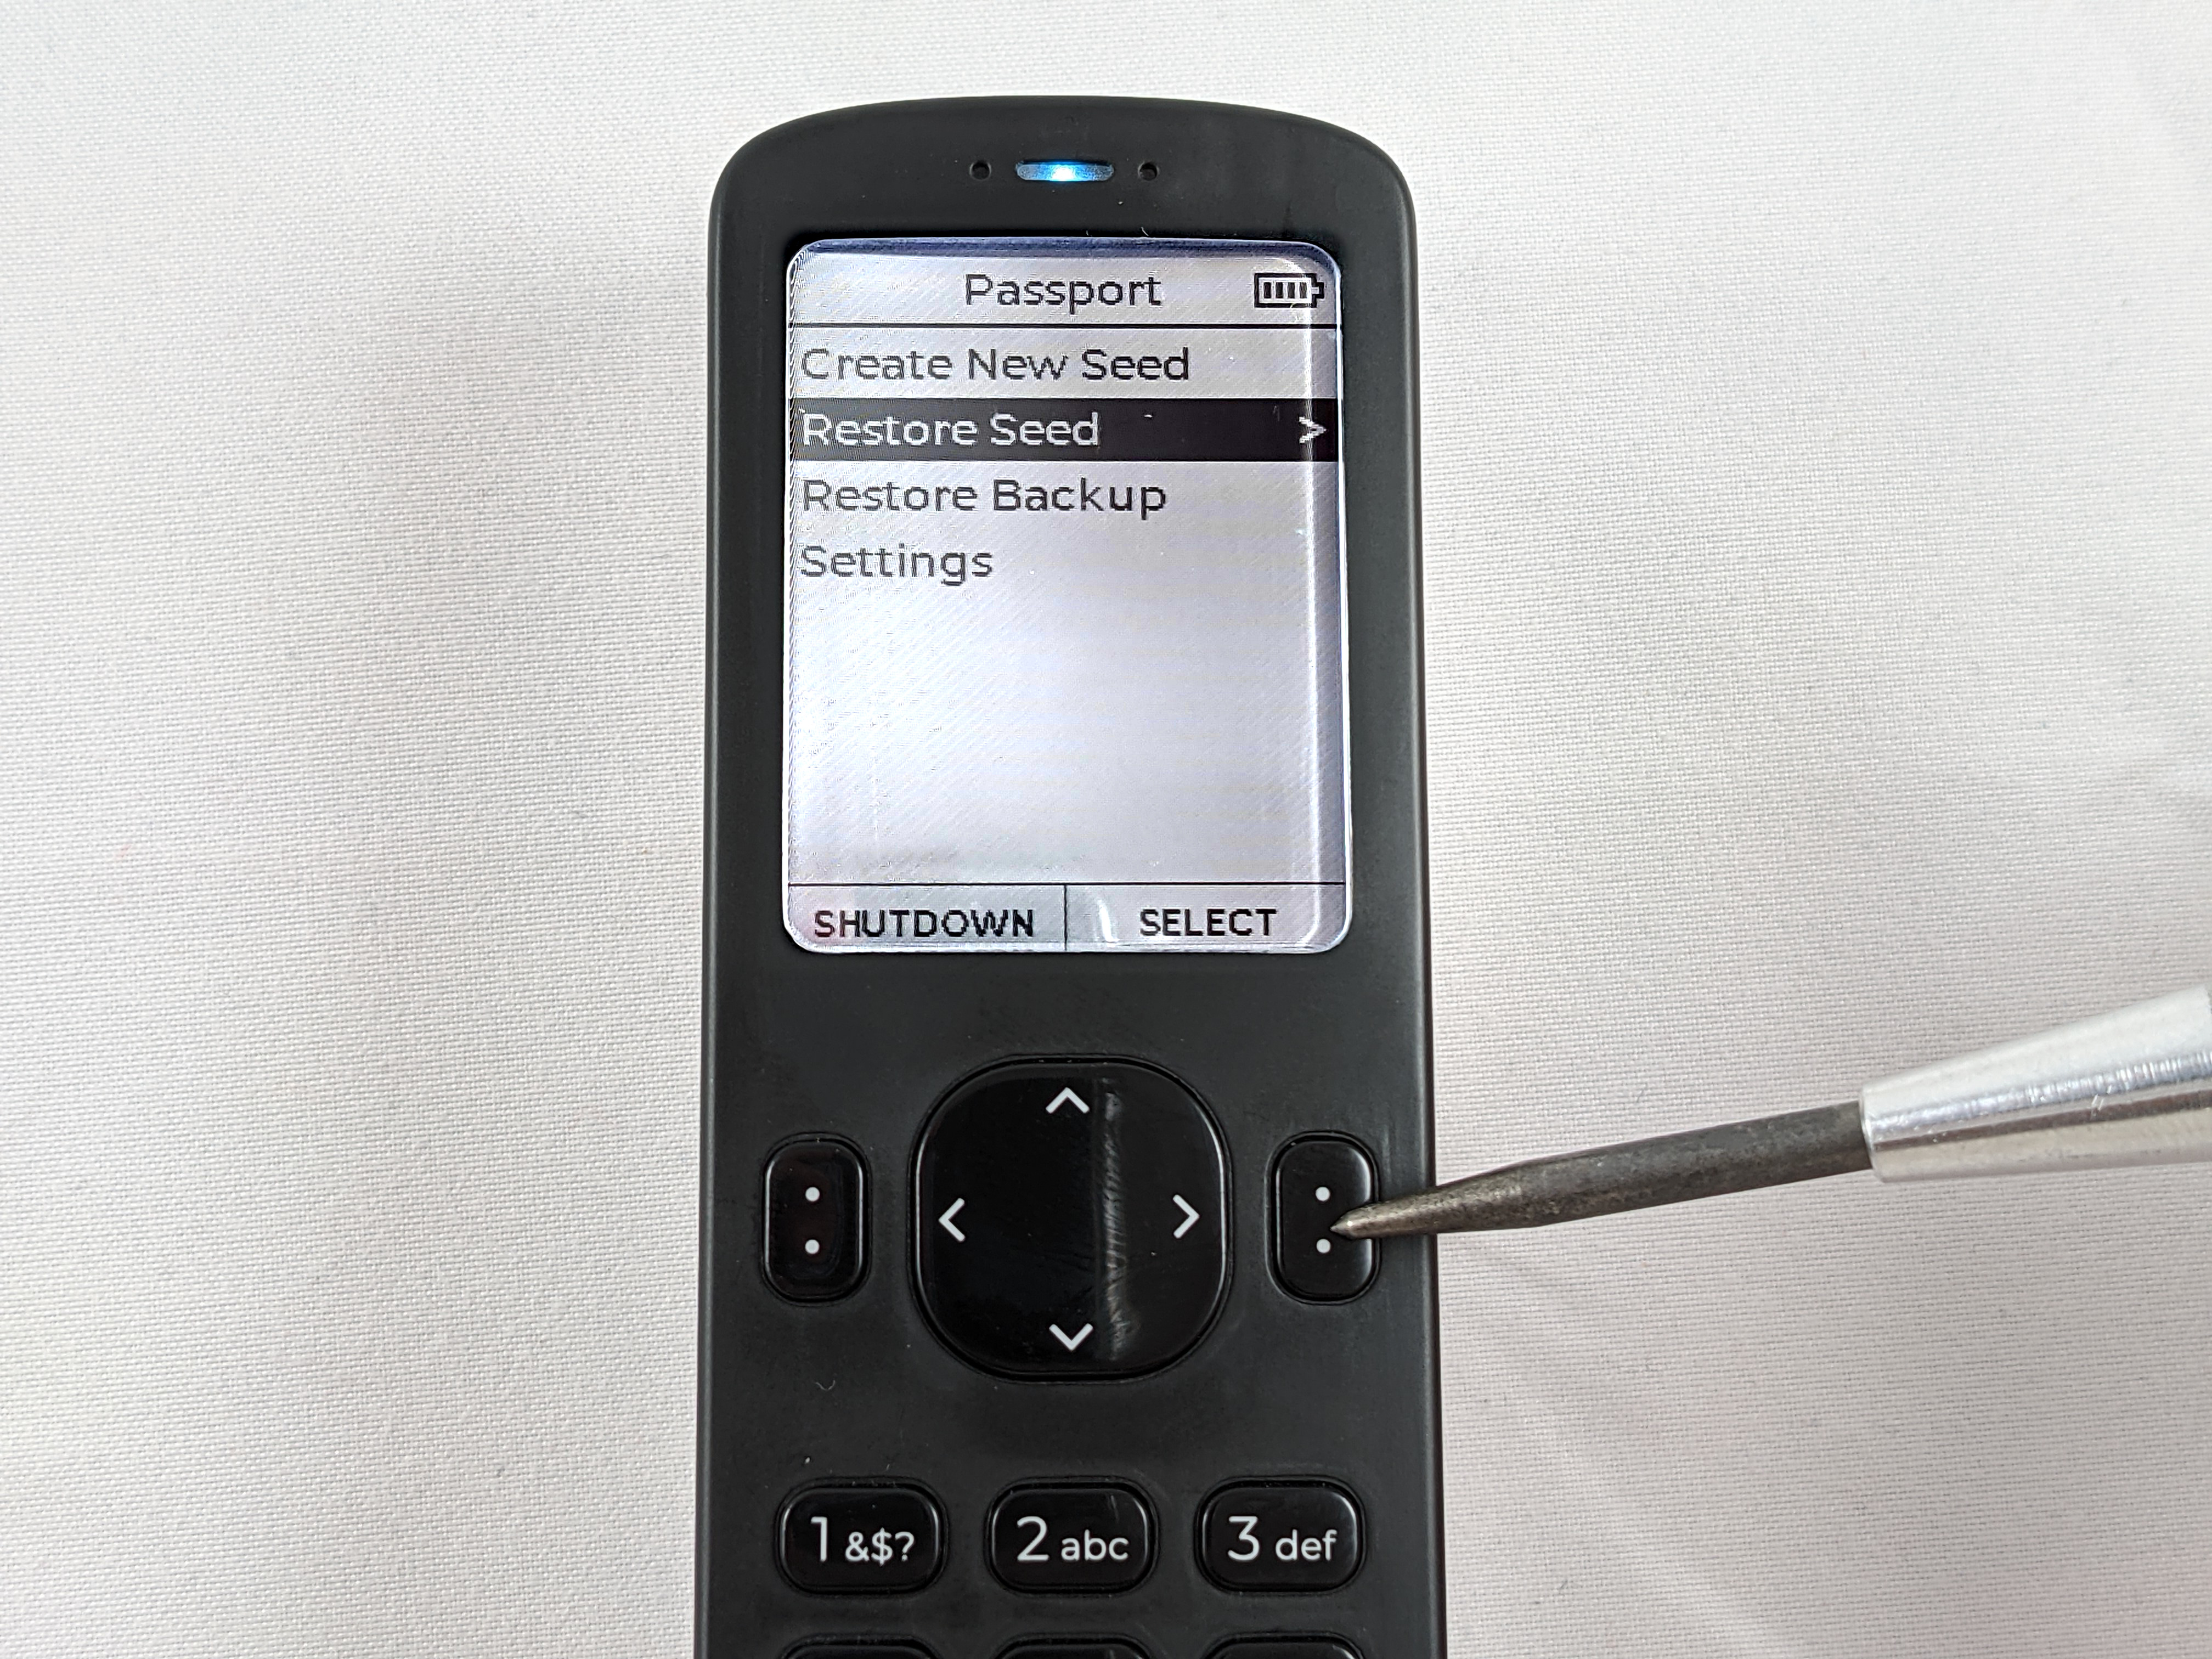 Passport
Create New Seed
Restore Seed >
Restore Backup
Settings
SHUTDOWN SELECT
1 &$? 2 abc 3 def